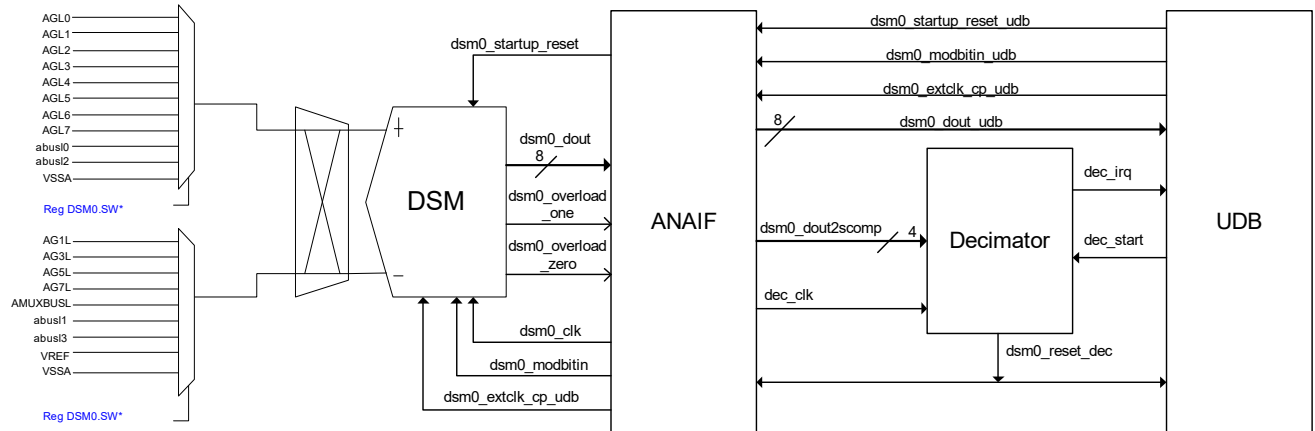 AGL0
AGL1
AGL2
AGL3
AGL4
AGL5
AGL6
AGL7
abusl0
abusl2
VSSA
Reg DSM0.SW*
AG1L
AG3L
AG5L
AG7L
AMUXBUSL
abusl1
abusl3
VREF
VSSA
Reg DSM0.SW*
dsm0_startup_reset
+
DSM
−
dsm0_dout
8
dsm0_overload
_one
dsm0_overload
_zero
dsm0_clk
dsm0_modbitin
dsm0_extclk_cp_udb
ANAIF
dsm0_startup_reset_udb
dsm0_modbitin_udb
dsm0_extclk_cp_udb
8
dsm0_dout_udb
dsm0_dout2scomp
4
dec_clk
Decimator
dec_irq
dec_start
dsm0_reset_dec
UDB